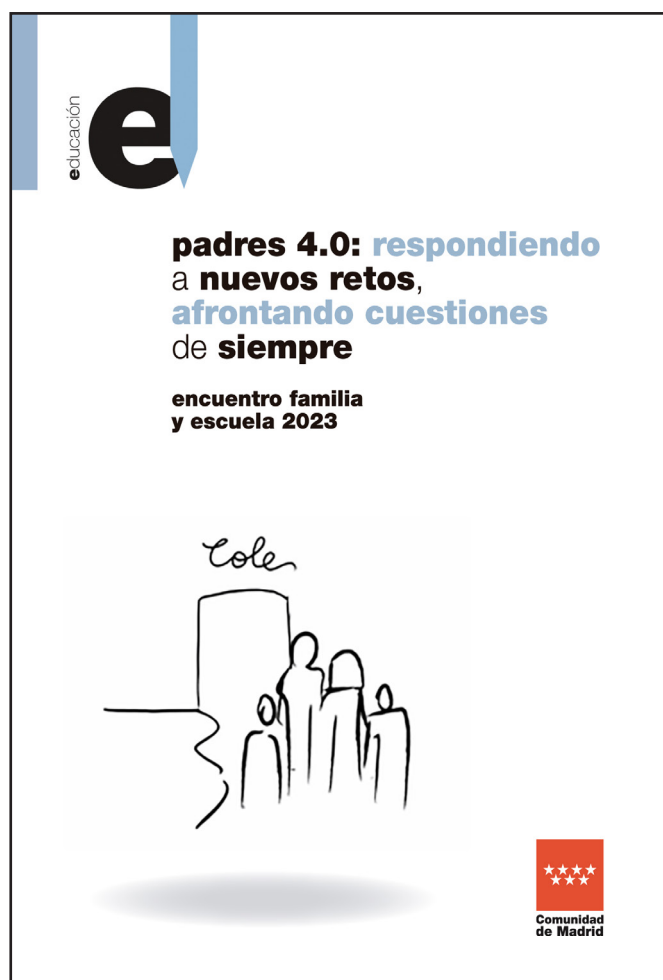 educación
e
padres 4.0: respondiendo
a nuevos retos,
afrontando cuestiones
de siempre
encuentro familia
y escuela 2023
Cole
Comunidad
de Madrid